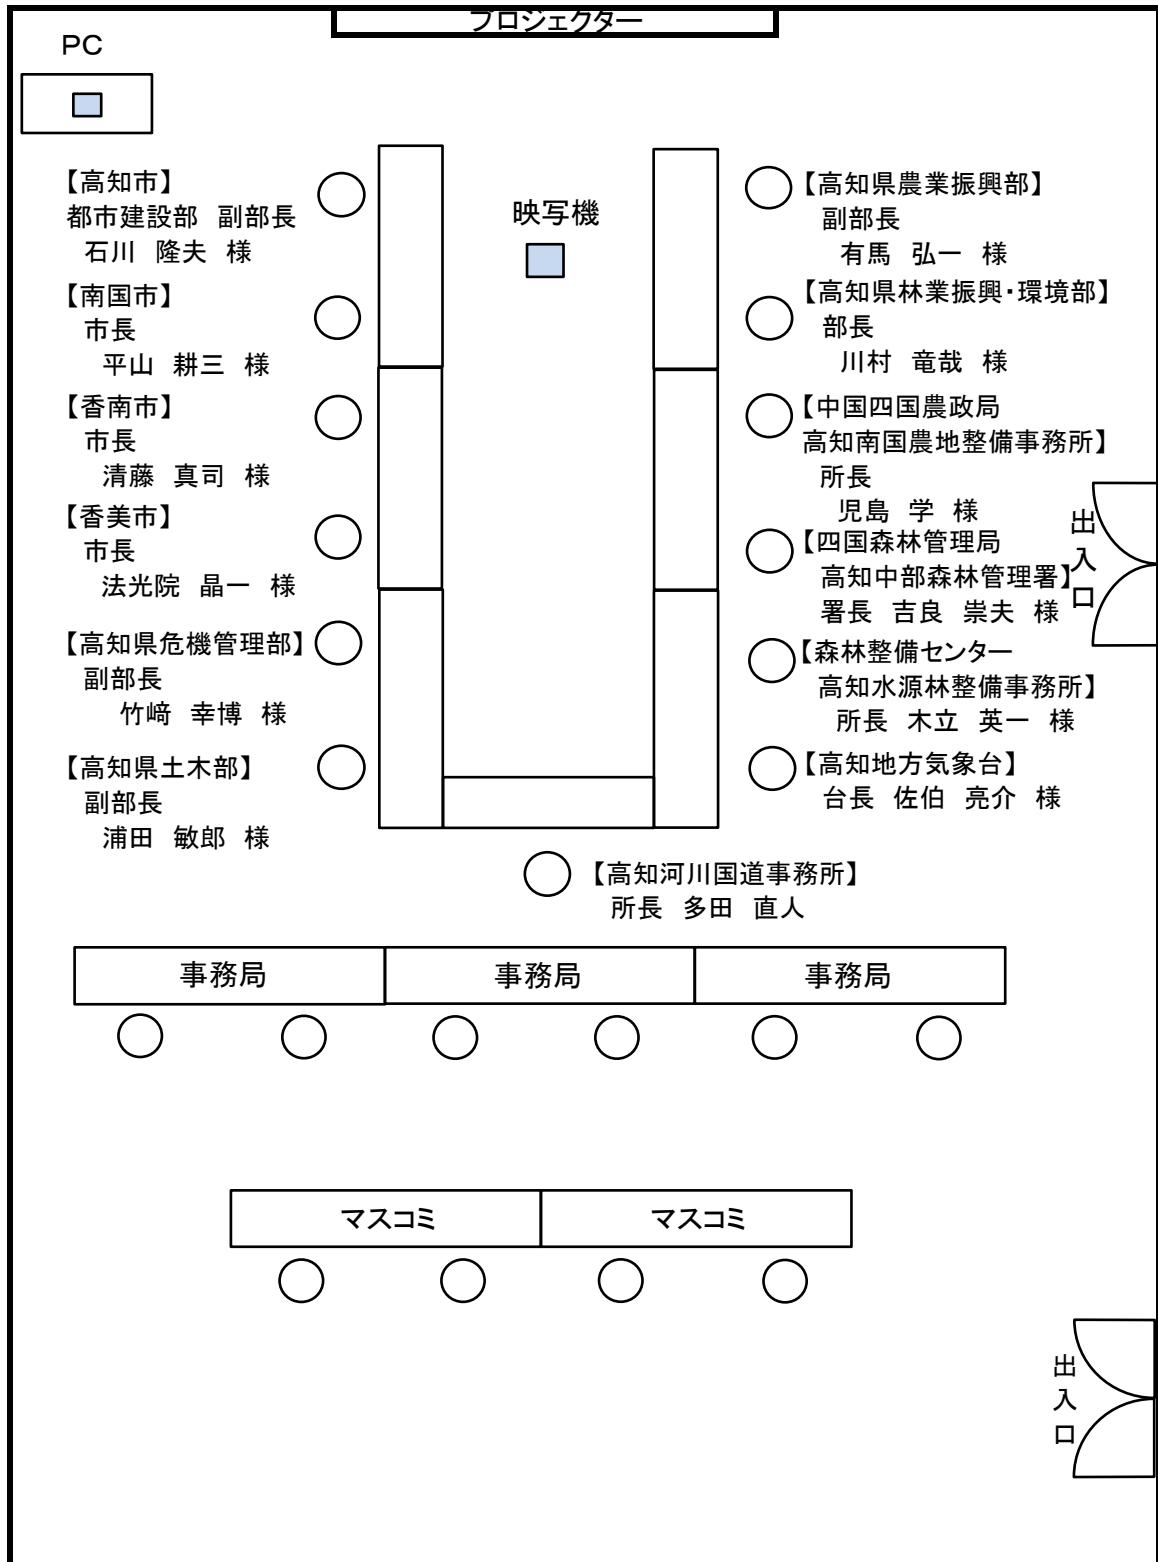 プロジェクター
PC
映写機
【高知市】
都市建設部 副部長
石川 隆夫 様
【南国市】
市長
平山 耕三 様
【香南市】
市長
清藤 真司 様
【香美市】
市長
法光院 晶一 様
【高知県危機管理部】
副部長
竹﨑 幸博 様
【高知県土木部】
副部長
浦田 敏郎 様
【高知県農業振興部】
副部長
有馬 弘一 様
【高知県林業振興・環境部】
部長
川村 竜哉 様
【中国四国農政局
高知南国農地整備事務所】
所長
児島 学 様
【四国森林管理局
高知中部森林管理署】
署長 吉良 崇夫 様
【森林整備センター
高知水源林整備事務所】
所長 木立 英一 様
【高知地方気象台】
台長 佐伯 亮介 様
出入口
【高知河川国道事務所】
所長 多田 直人
事務局 事務局 事務局
マスコミ マスコミ
出入口